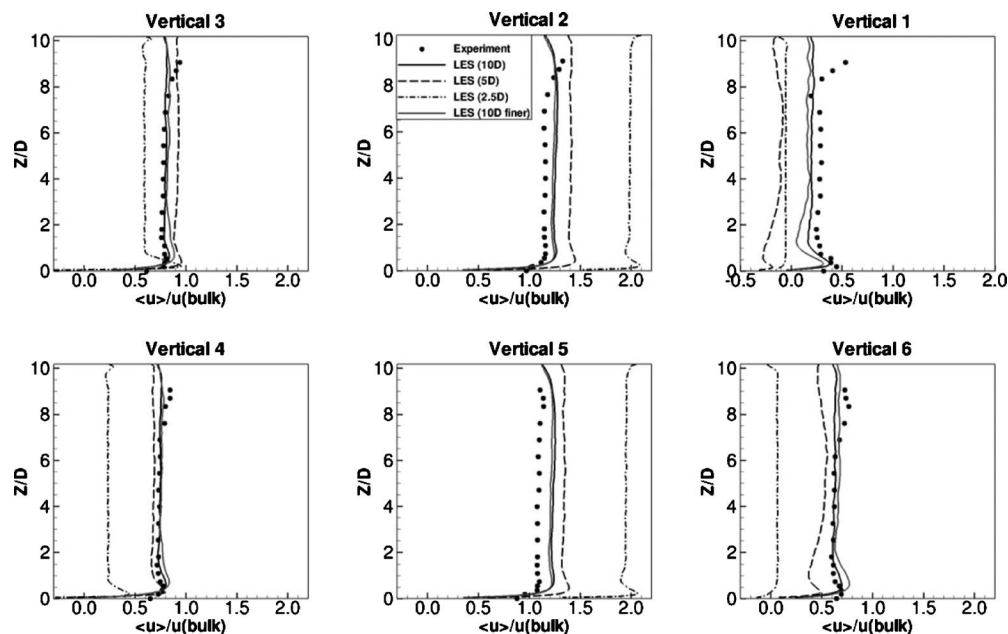 Vertical 3
Vertical 2
Vertical 1
10
8
6
4
2
0
Z/D
0.0 0.5 1.0 1.5 2.0
<u>/u(bulk)
10
8
6
4
2
0
Z/D
Experiment
LES (10D)
LES (5D)
LES (2.5D)
LES (10D finer)
0.0 0.5 1.0 1.5 2.0
<u>/u(bulk)
10
8
6
4
2
0
Z/D
-0.5 0.0 0.5 1.0 1.5 2.0
<u>/u(bulk)
Vertical 4
Vertical 5
Vertical 6
10
8
6
4
2
0
Z/D
0.0 0.5 1.0 1.5 2.0
<u>/u(bulk)
10
8
6
4
2
0
Z/D
0.0 0.5 1.0 1.5 2.0
<u>/u(bulk)
10
8
6
4
2
0
Z/D
0.0 0.5 1.0 1.5 2.0
<u>/u(bulk)